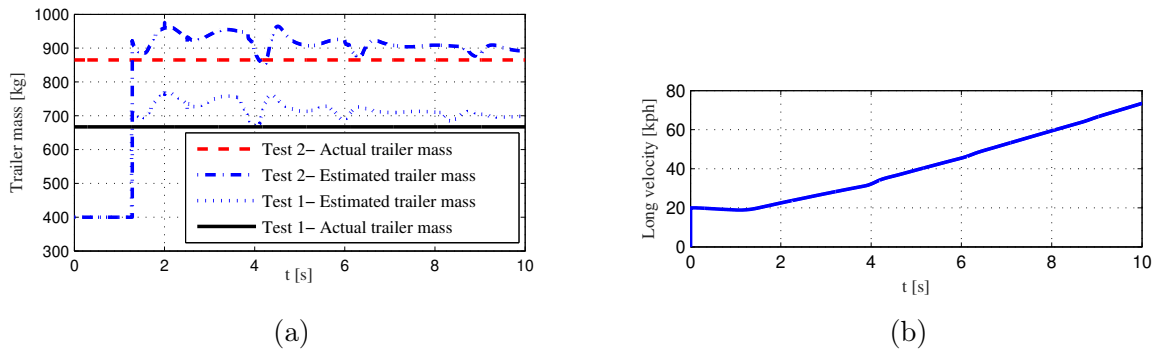 1000
900
800
700
600
500
400
300
Trailer mass [kg]
Test 2− Actual trailer mass
Test 2− Estimated trailer mass
Test 1− Estimated trailer mass
Test 1− Actual trailer mass
0 2 4 6 8 10
t [s]
(a)
80
60
40
20
0
Long velocity [kph]
0 2 4 6 8 10
t [s]
(b)